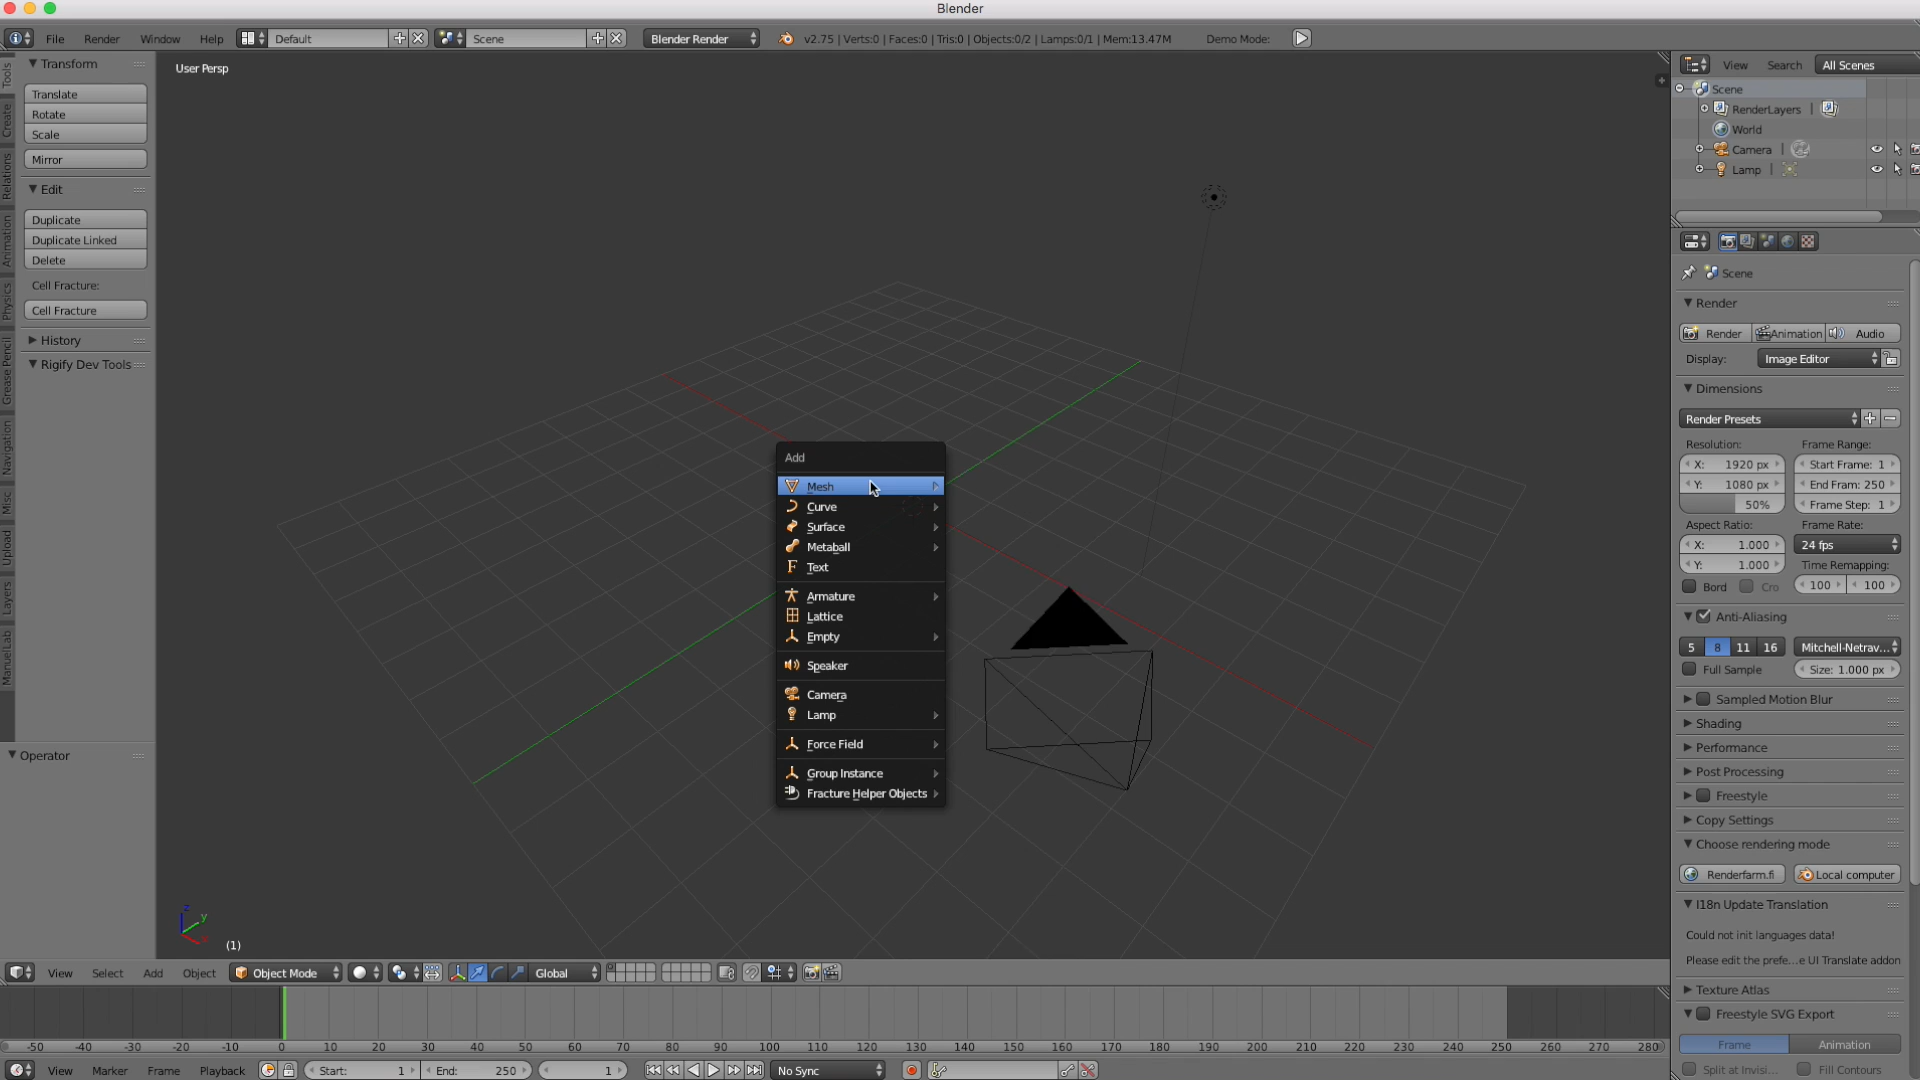 Blender
File Render Window Help Default Scene Blender Render v2.75 | Verts:0 | Faces:0 | Tris:0 | Objects:0/2 | Lamps:0/1 | Mem:13.47M Demo Mode:
Tools
Create
Relations
Animation
Physics
Grease Pencil
Navigation
Misc
Upload
Layers
ManuelLab
Transform
Translate
Rotate
Scale
Mirror
Edit
Duplicate
Duplicate Linked
Delete
Cell Fracture:
Cell Fracture
History
Rigify Dev Tools
Operator
User Persp
Add
Mesh
Curve
Surface
Metaball
Text
Armature
Lattice
Empty
Speaker
Camera
Lamp
Force Field
Group Instance
Fracture Helper Objects
z
y
x
(1)
View Search All Scenes
Scene
RenderLayers |
World
Camera |
Lamp |
Scene
Render
Render Animation Audio
Display: Image Editor
Dimensions
Render Presets
Resolution: Frame Range:
X: 1920 px Start Frame: 1
Y: 1080 px End Fram: 250
50% Frame Step: 1
Aspect Ratio: Frame Rate:
X: 1.000 24 fps
Y: 1.000 Time Remapping:
Bord Cro 100 100
Anti-Aliasing
5 8 11 16 Mitchell-Netrav...
Full Sample Size: 1.000 px
Sampled Motion Blur
Shading
Performance
Post Processing
Freestyle
Copy Settings
Choose rendering mode
Renderfarm.fi Local computer
I18n Update Translation
Could not init languages data!
Please edit the prefe...e UI Translate addon
Texture Atlas
Freestyle SVG Export
Frame Animation
Split at Invisi... Fill Contours
View Select Add Object Object Mode Global
-50 -40 -30 -20 -10 0 10 20 30 40 50 60 70 80 90 100 110 120 130 140 150 160 170 180 190 200 210 220 230 240 250 260 270 280
View Marker Frame Playback Start: 1 End: 250 1 No Sync